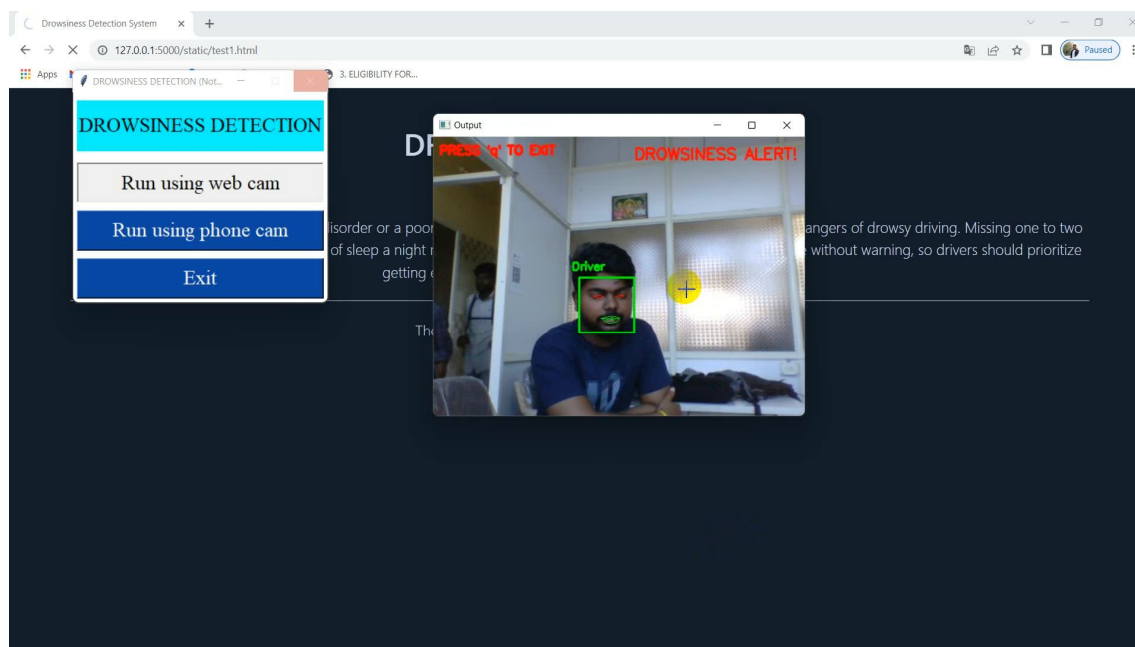 Drowsiness Detection System
127.0.0.1:5000/static/test1.html
Paused
Apps
3. ELIGIBILITY FOR...
DROWSINESS DETECTION (Not...
DROWSINESS DETECTION
Run using web cam
Run using phone cam
Exit
Output
PRESS 'q' TO EXIT
DROWSINESS ALERT!
Driver
isorder or a poor
angers of drowsy driving. Missing one to two
of sleep a night
without warning, so drivers should prioritize
getting